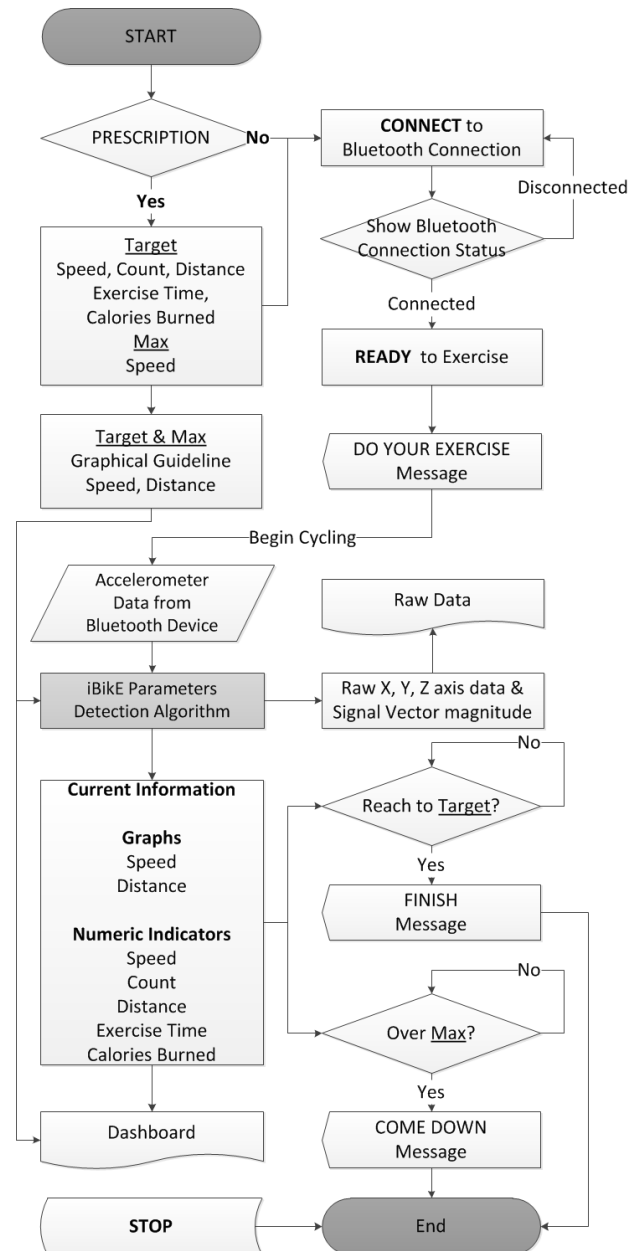 START
PRESCRIPTION
No
Yes
Target
Speed, Count, Distance
Exercise Time,
Calories Burned
Max
Speed
Target & Max
Graphical Guideline
Speed, Distance
CONNECT to
Bluetooth Connection
Disconnected
Show Bluetooth
Connection Status
Connected
READY to Exercise
DO YOUR EXERCISE
Message
Begin Cycling
Accelerometer
Data from
Bluetooth Device
Raw Data
iBikE Parameters
Detection Algorithm
Raw X, Y, Z axis data &
Signal Vector magnitude
Current Information
Graphs
Speed
Distance
Numeric Indicators
Speed
Count
Distance
Exercise Time
Calories Burned
No
Reach to Target?
Yes
FINISH
Message
No
Over Max?
Yes
COME DOWN
Message
Dashboard
STOP
End